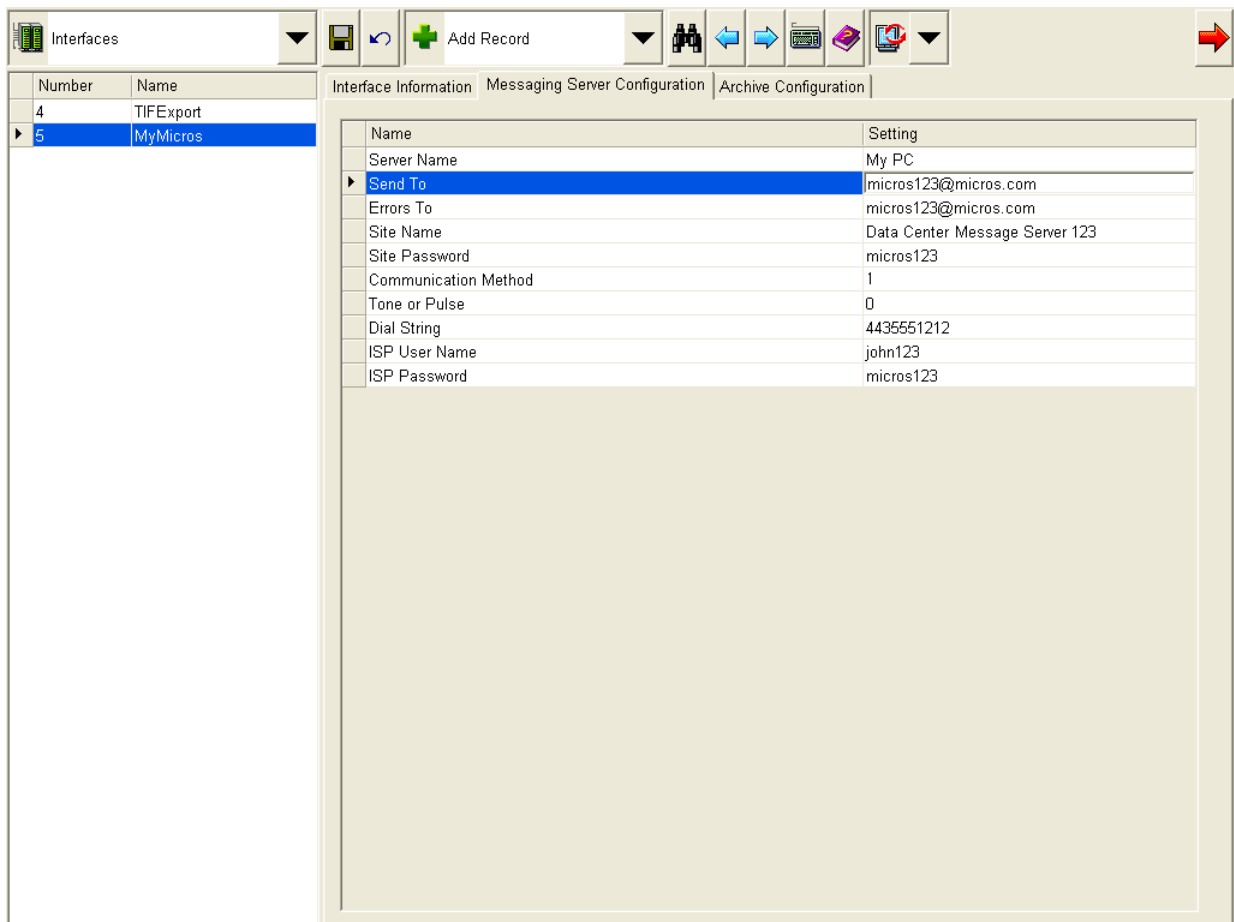 Interfaces Add Record
Number Name
4 TIFExport
5 MyMicros
Interface Information Messaging Server Configuration Archive Configuration
Name Setting
Server Name My PC
Send To micros123@micros.com
Errors To micros123@micros.com
Site Name Data Center Message Server 123
Site Password micros123
Communication Method 1
Tone or Pulse 0
Dial String 4435551212
ISP User Name john123
ISP Password micros123